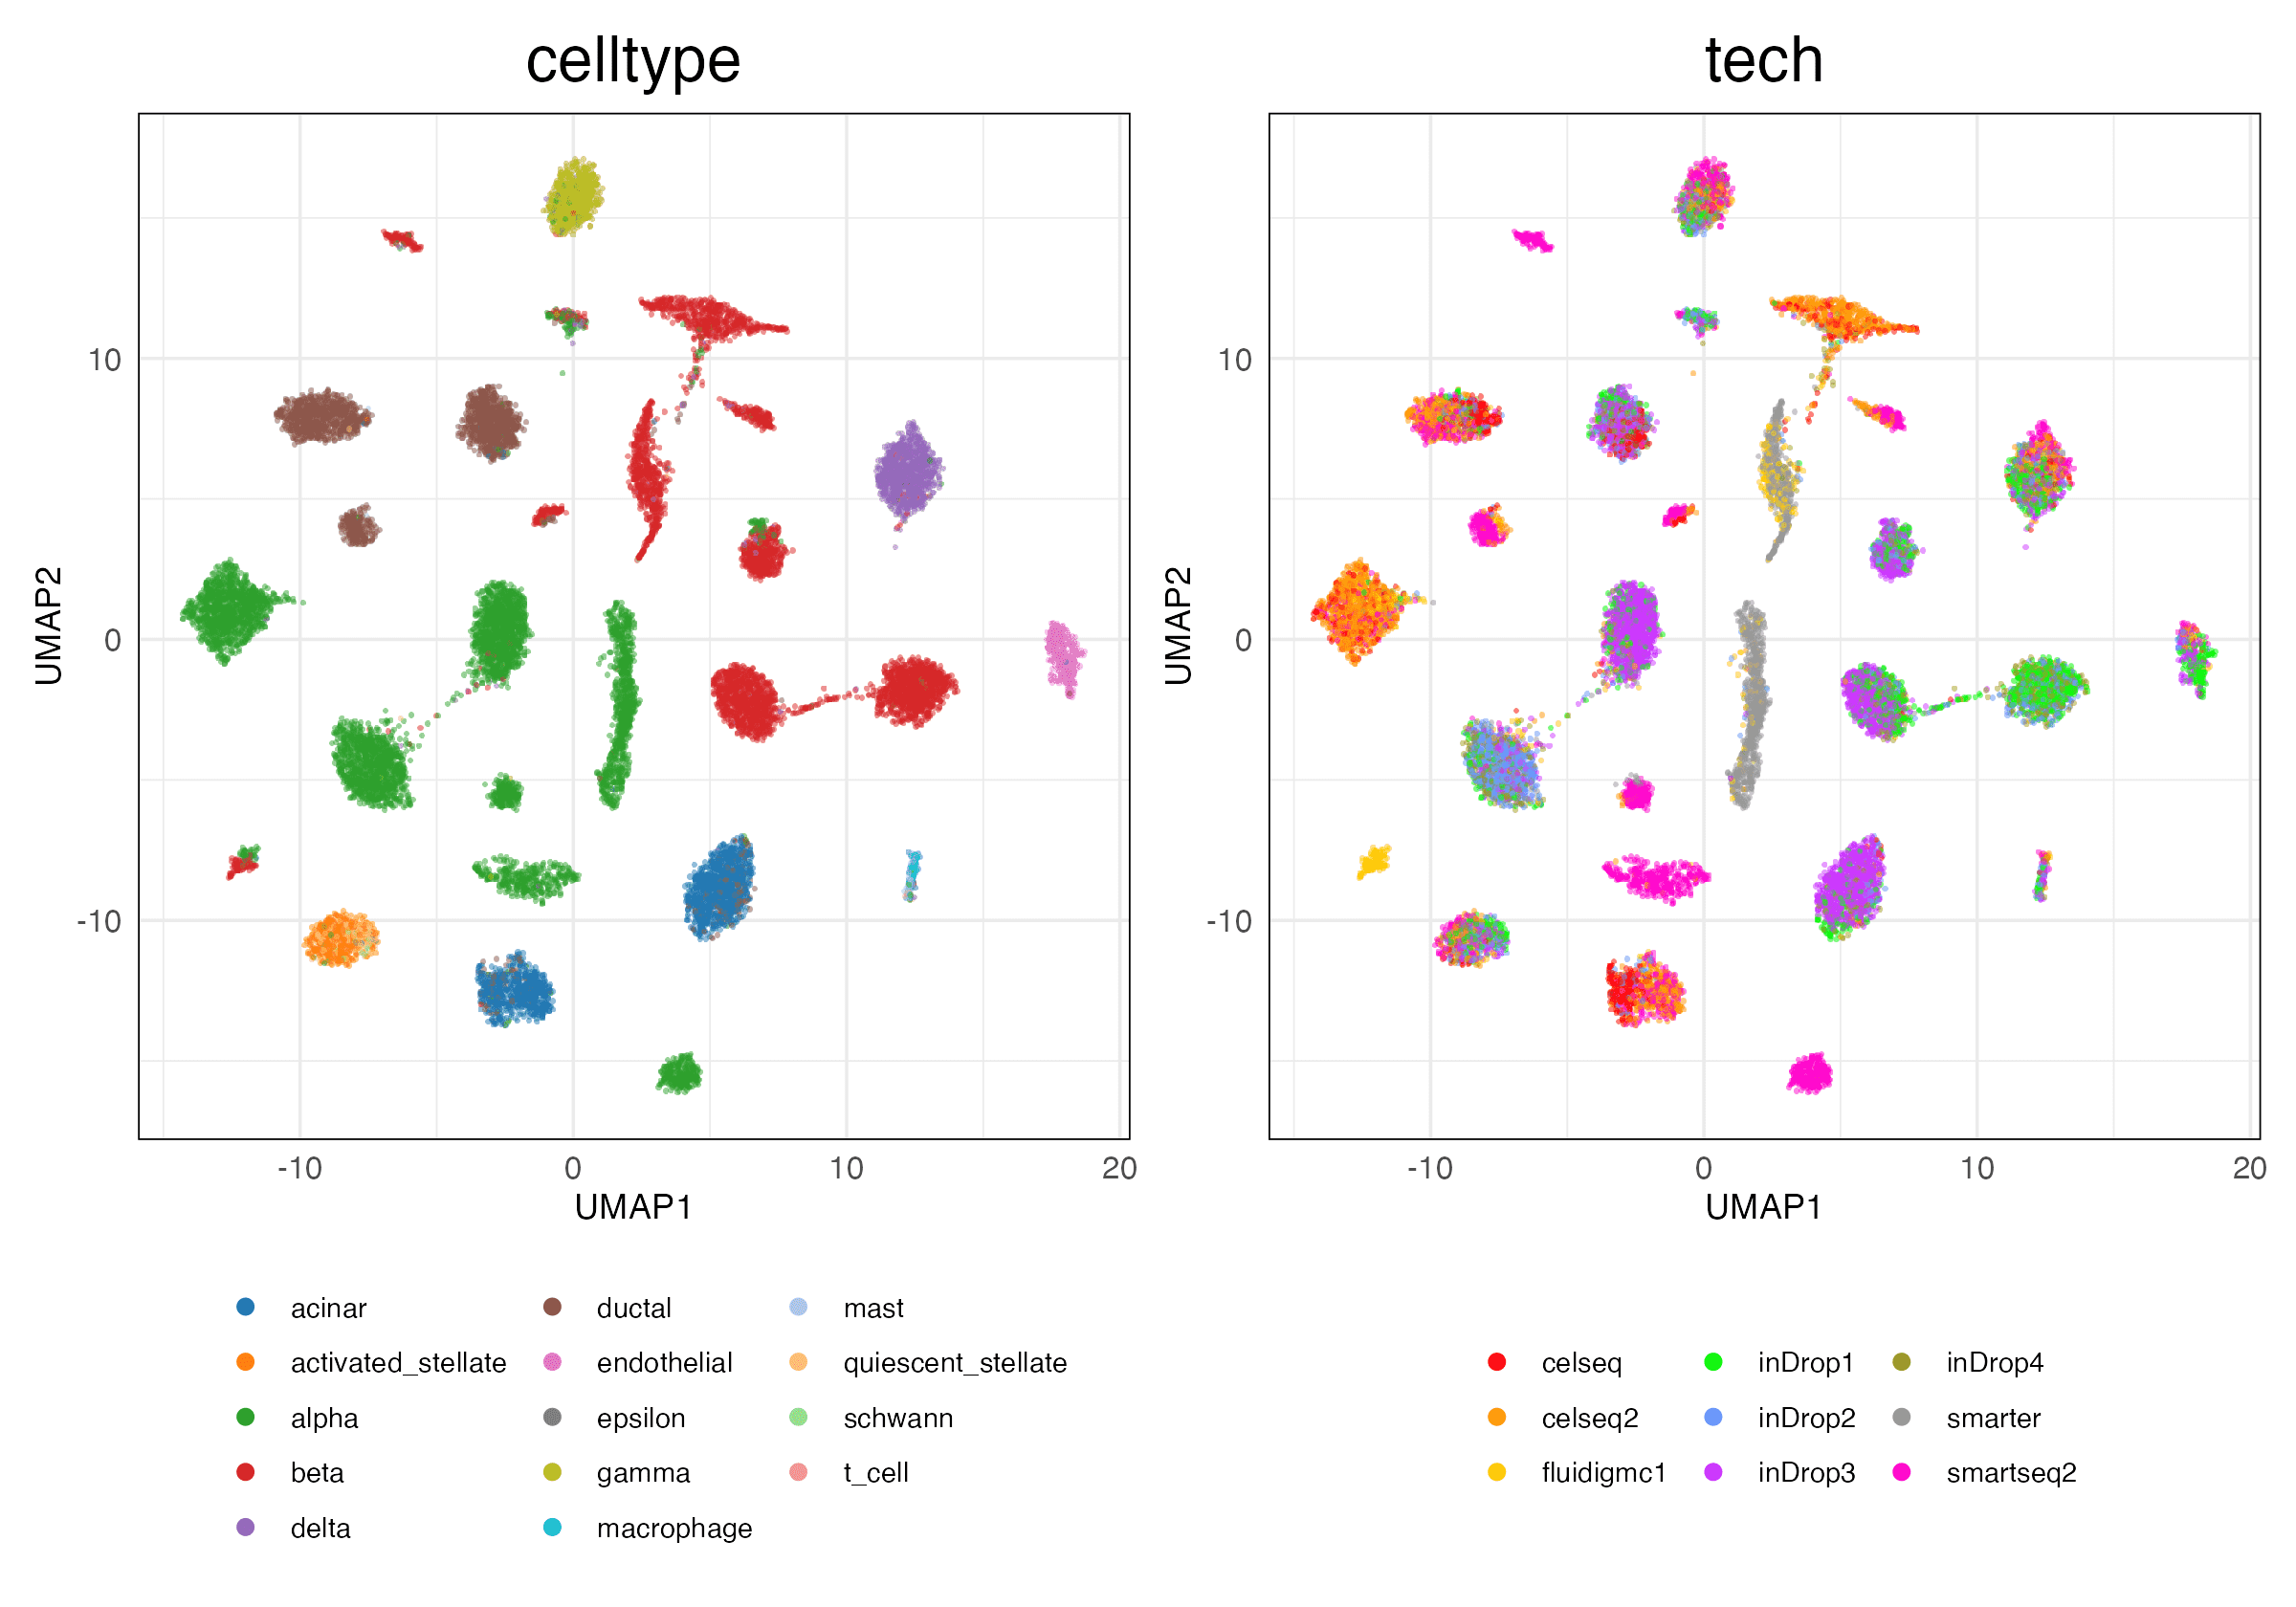 celltype
tech
10
0
-10
UMAP2
-10 0 10 20
UMAP1
10
0
-10
UMAP2
-10 0 10 20
UMAP1
acinar
activated_stellate
alpha
beta
delta
ductal
endothelial
epsilon
gamma
macrophage
mast
quiescent_stellate
schwann
t_cell
celseq
celseq2
fluidigmc1
inDrop1
inDrop2
inDrop3
inDrop4
smarter
smartseq2